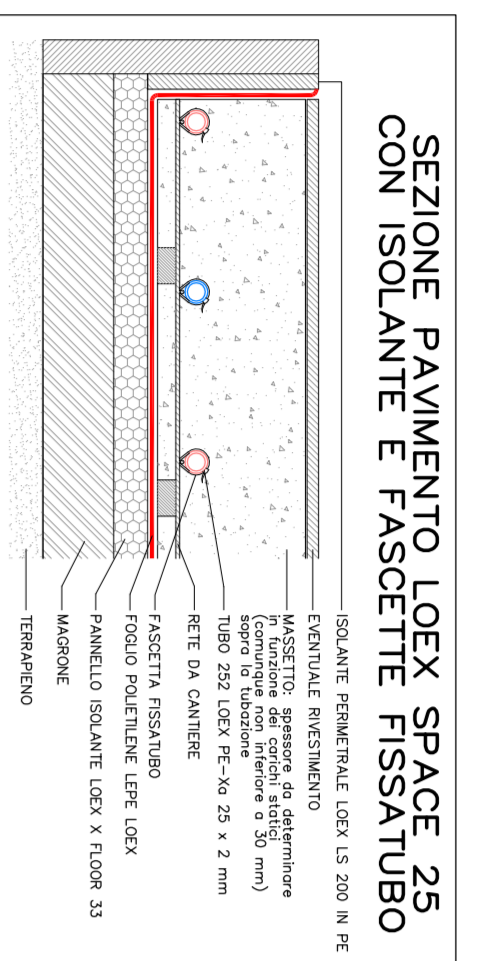 SEZIONE PAVIMENTO LOEX SPACE 25
CON ISOLANTE E FASCETTE FISSATUBO
ISOLANTE PERIMETRALE LOEX LS 200 IN PE
EVENTUALE RIVESTIMENTO
MASSETTO: spessore da determinare
in funzione dei carichi statici
(comunque non inferiore a 30 mm)
sopra la tubazione
TUBO 252 LOEX PE-Xa 25 x 2 mm
RETE DA CANTIERE
FASCETTA FISSATUBO
FOGLIO POLIETILENE LEPE LOEX
PANNELLO ISOLANTE LOEX X FLOOR 33
MAGRONE
TERRAPIENO